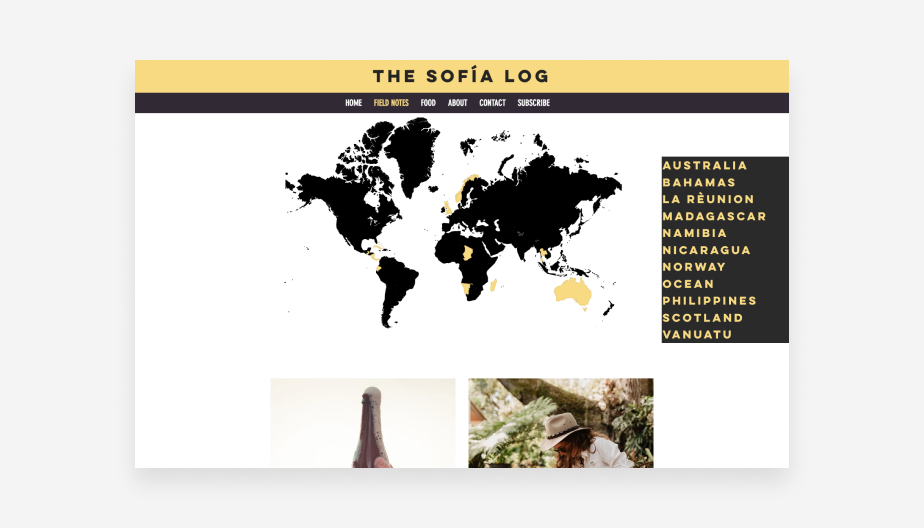 THE SOFÍA LOG
HOME FIELD NOTES FOOD ABOUT CONTACT SUBSCRIBE
AUSTRALIA
BAHAMAS
LA RÈUNION
MADAGASCAR
NAMIBIA
NICARAGUA
NORWAY
OCEAN
PHILIPPINES
SCOTLAND
VANUATU